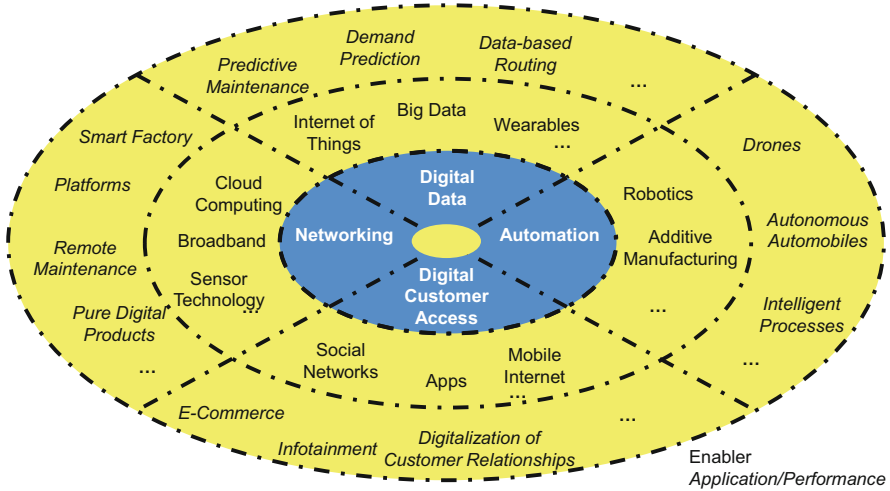 Demand
Prediction
Data-based
Routing
Predictive
Maintenance
...
Smart Factory
Platforms
Remote
Maintenance
Pure Digital
Products
...
Internet of
Things
Big Data
Wearables
...
Cloud
Computing
Broadband
Sensor
Technology
...
Digital
Data
Networking
Automation
Digital
Customer
Access
Robotics
Additive
Manufacturing
...
Drones
Autonomous
Automobiles
Intelligent
Processes
...
Social
Networks
Apps
Mobile
Internet
...
E-Commerce
Infotainment
Digitalization of
Customer Relationships
...
Enabler
Application/Performance